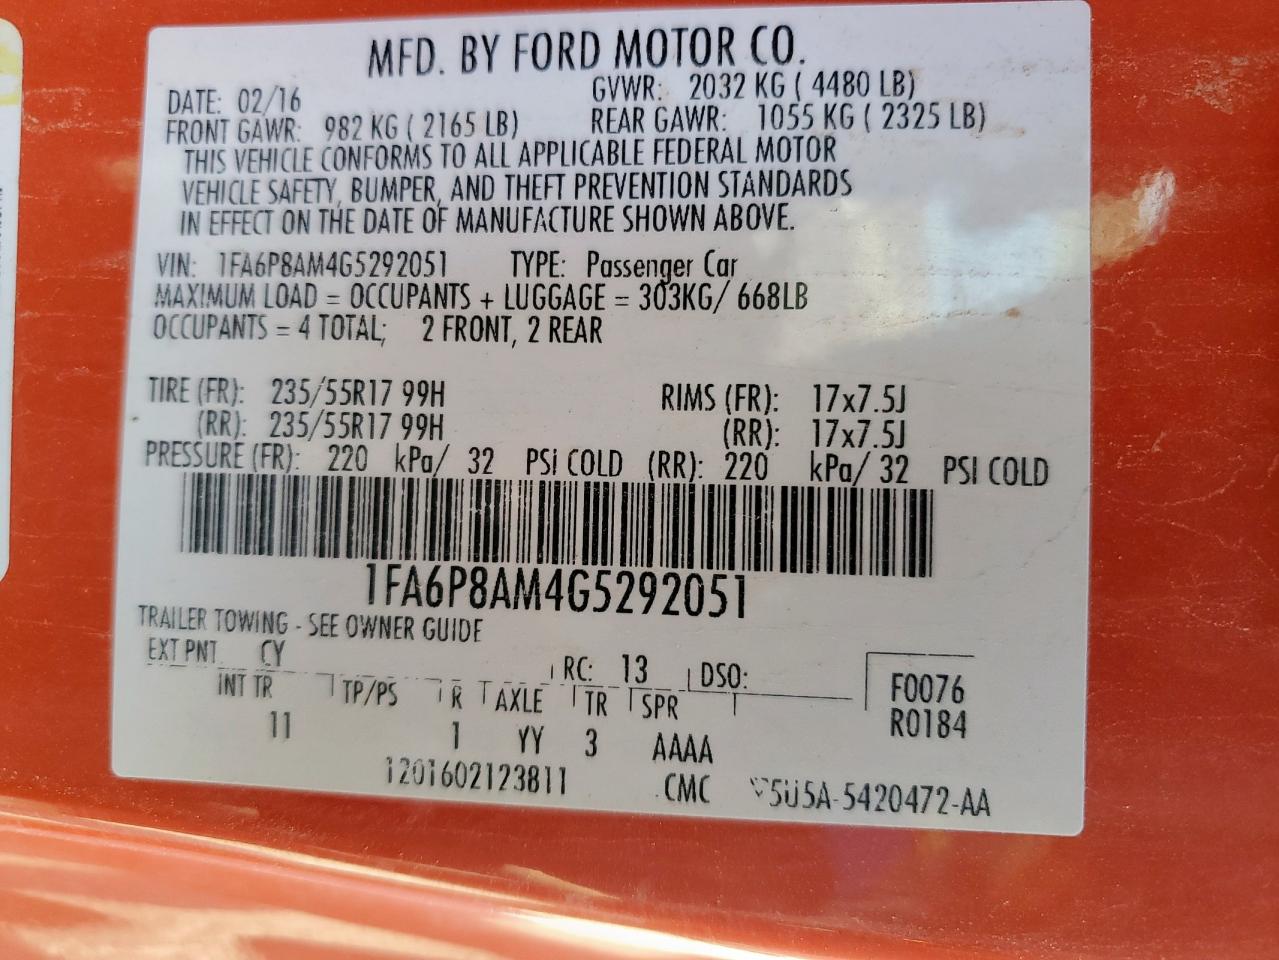 MFD. BY FORD MOTOR CO.
DATE: 02/16 GVWR: 2032 KG ( 4480 LB)
FRONT GAWR: 982 KG ( 2165 LB) REAR GAWR: 1055 KG ( 2325 LB)
THIS VEHICLE CONFORMS TO ALL APPLICABLE FEDERAL MOTOR
VEHICLE SAFETY, BUMPER, AND THEFT PREVENTION STANDARDS
IN EFFECT ON THE DATE OF MANUFACTURE SHOWN ABOVE.
VIN: 1FA6P8AM4G5292051 TYPE: Passenger Car
MAXIMUM LOAD = OCCUPANTS + LUGGAGE = 303KG/ 668LB
OCCUPANTS = 4 TOTAL; 2 FRONT, 2 REAR
TIRE (FR): 235/55R17 99H RIMS (FR): 17x7.5J
(RR): 235/55R17 99H (RR): 17x7.5J
PRESSURE (FR): 220 kPa/ 32 PSI COLD (RR): 220 kPa/ 32 PSI COLD
1FA6P8AM4G5292051
TRAILER TOWING - SEE OWNER GUIDE
EXT PNT CY RC: 13 DSO:
INT TR TP/PS R AXLE TR SPR F0076
11 1 YY 3 AAAA R0184
1201602123811 CMC 5U5A-5420472-AA